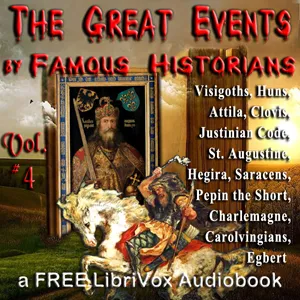 THE GREAT EVENTS
BY FAMOUS HISTORIANS
Vol.
#4
Visigoths, Huns,
Attila, Clovis,
Justinian Code,
St. Augustine,
Hegira, Saracens,
Pepin the Short,
Charlemagne,
Carolvingians,
Egbert
a FREE LibriVox Audiobook